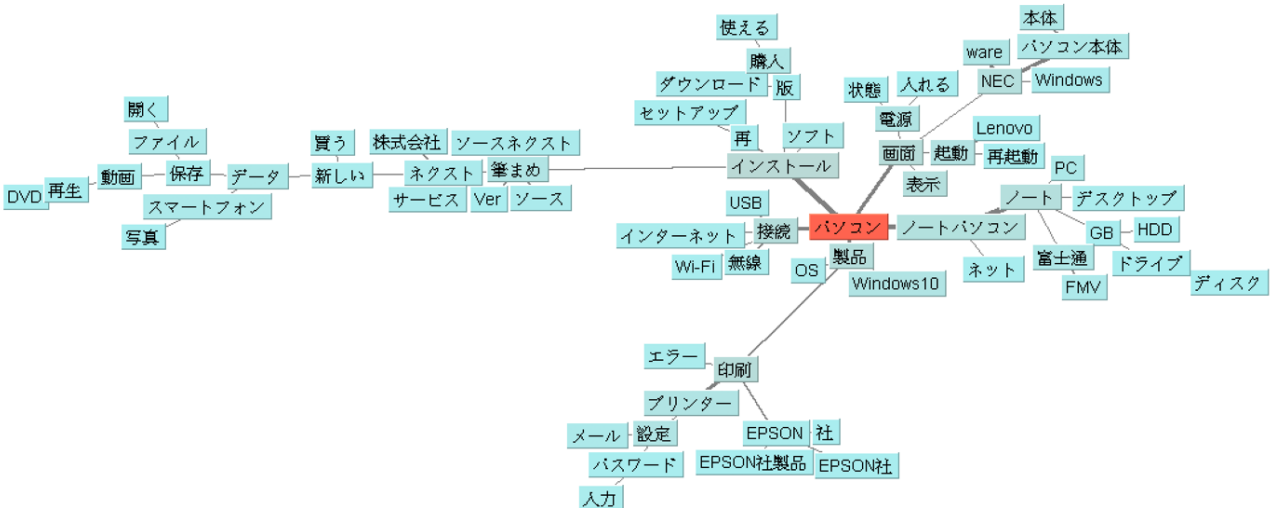 使える
購入
ダウンロード
版
セットアップ
再
ソフト
インストール
本体
パソコン本体
ware
NEC
Windows
状態
入れる
電源
画面
起動
Lenovo
再起動
表示
開く
ファイル
保存
動画
再生
DVD
データ
スマートフォン
写真
買う
新しい
株式会社
ソースネクスト
ネクスト
筆まめ
サービス
Ver
ソース
USB
接続
インターネット
Wi-Fi
無線
パソコン
ノートパソコン
ノート
PC
デスクトップ
GB
HDD
ドライブ
ディスク
富士通
FMV
ネット
OS
製品
Windows10
エラー
印刷
プリンター
メール
設定
パスワード
入力
EPSON
社
EPSON社製品
EPSON社